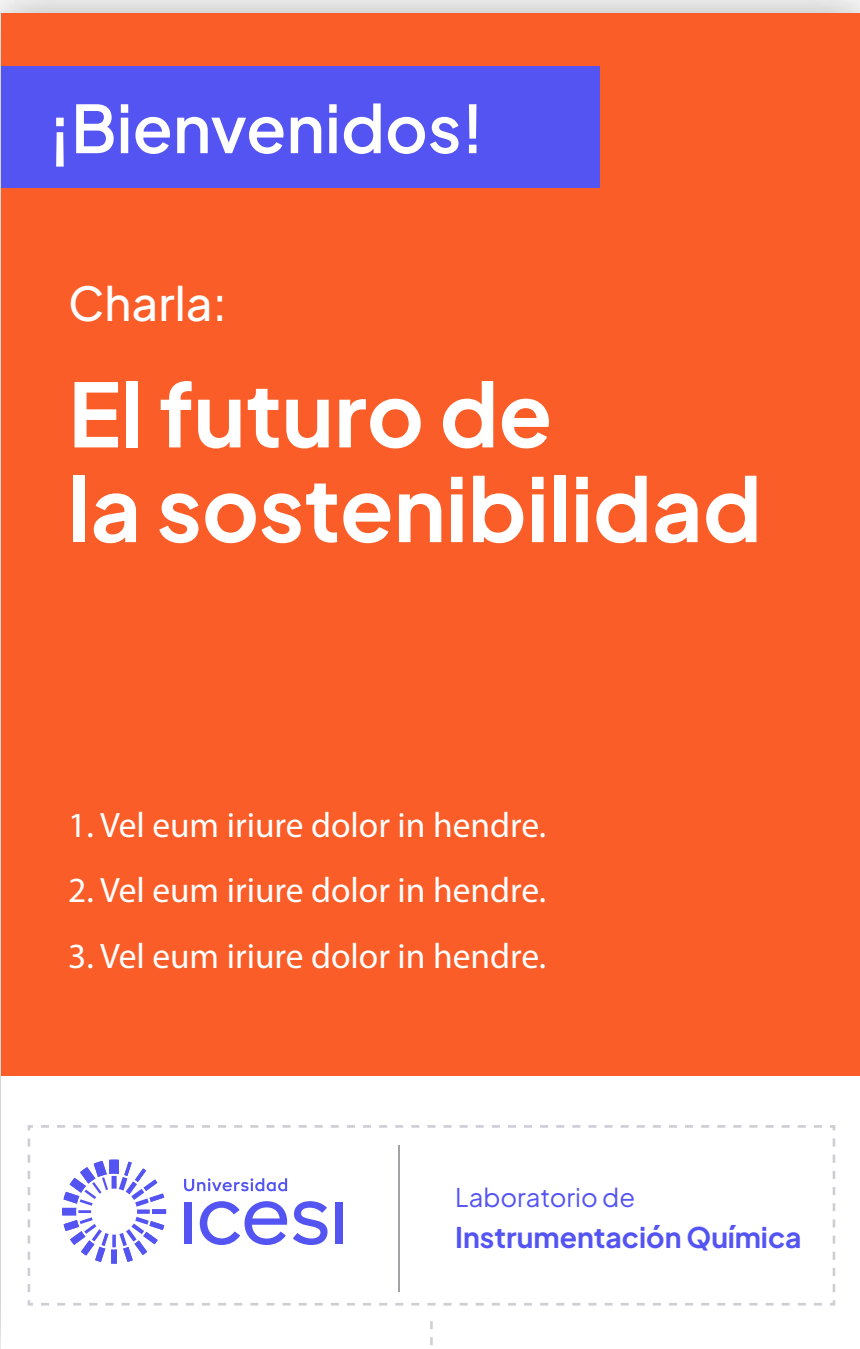 ¡Bienvenidos!
Charla:
El futuro de
la sostenibilidad
1. Vel eum iriure dolor in hendre.
2. Vel eum iriure dolor in hendre.
3. Vel eum iriure dolor in hendre.
Universidad
icesi
Laboratorio de
Instrumentación Química